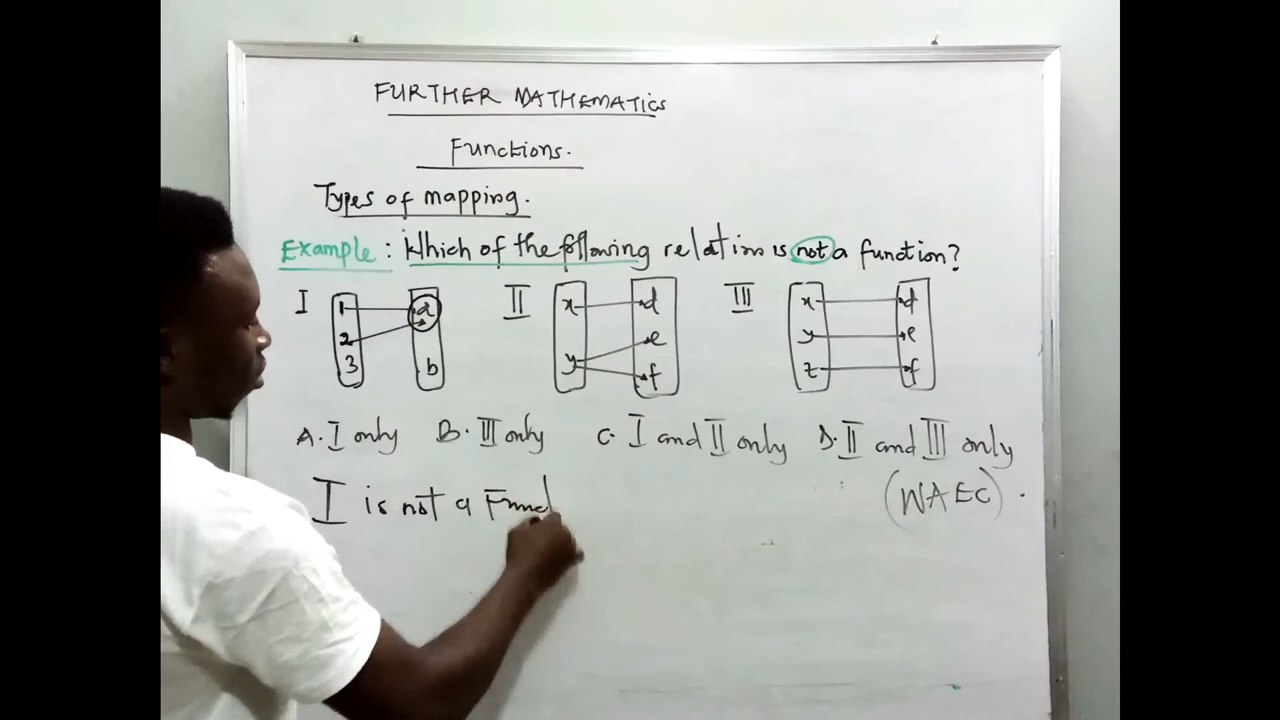 FURTHER MATHEMATICS
Functions.
Types of mapping.
Example : Which of the following relation is not a function?
I II III
1 a x d x d
2 y e
3 b y e z f
f
A. I only B. III only C. I and II only D. II and III only
I is not a Func (WAEC).